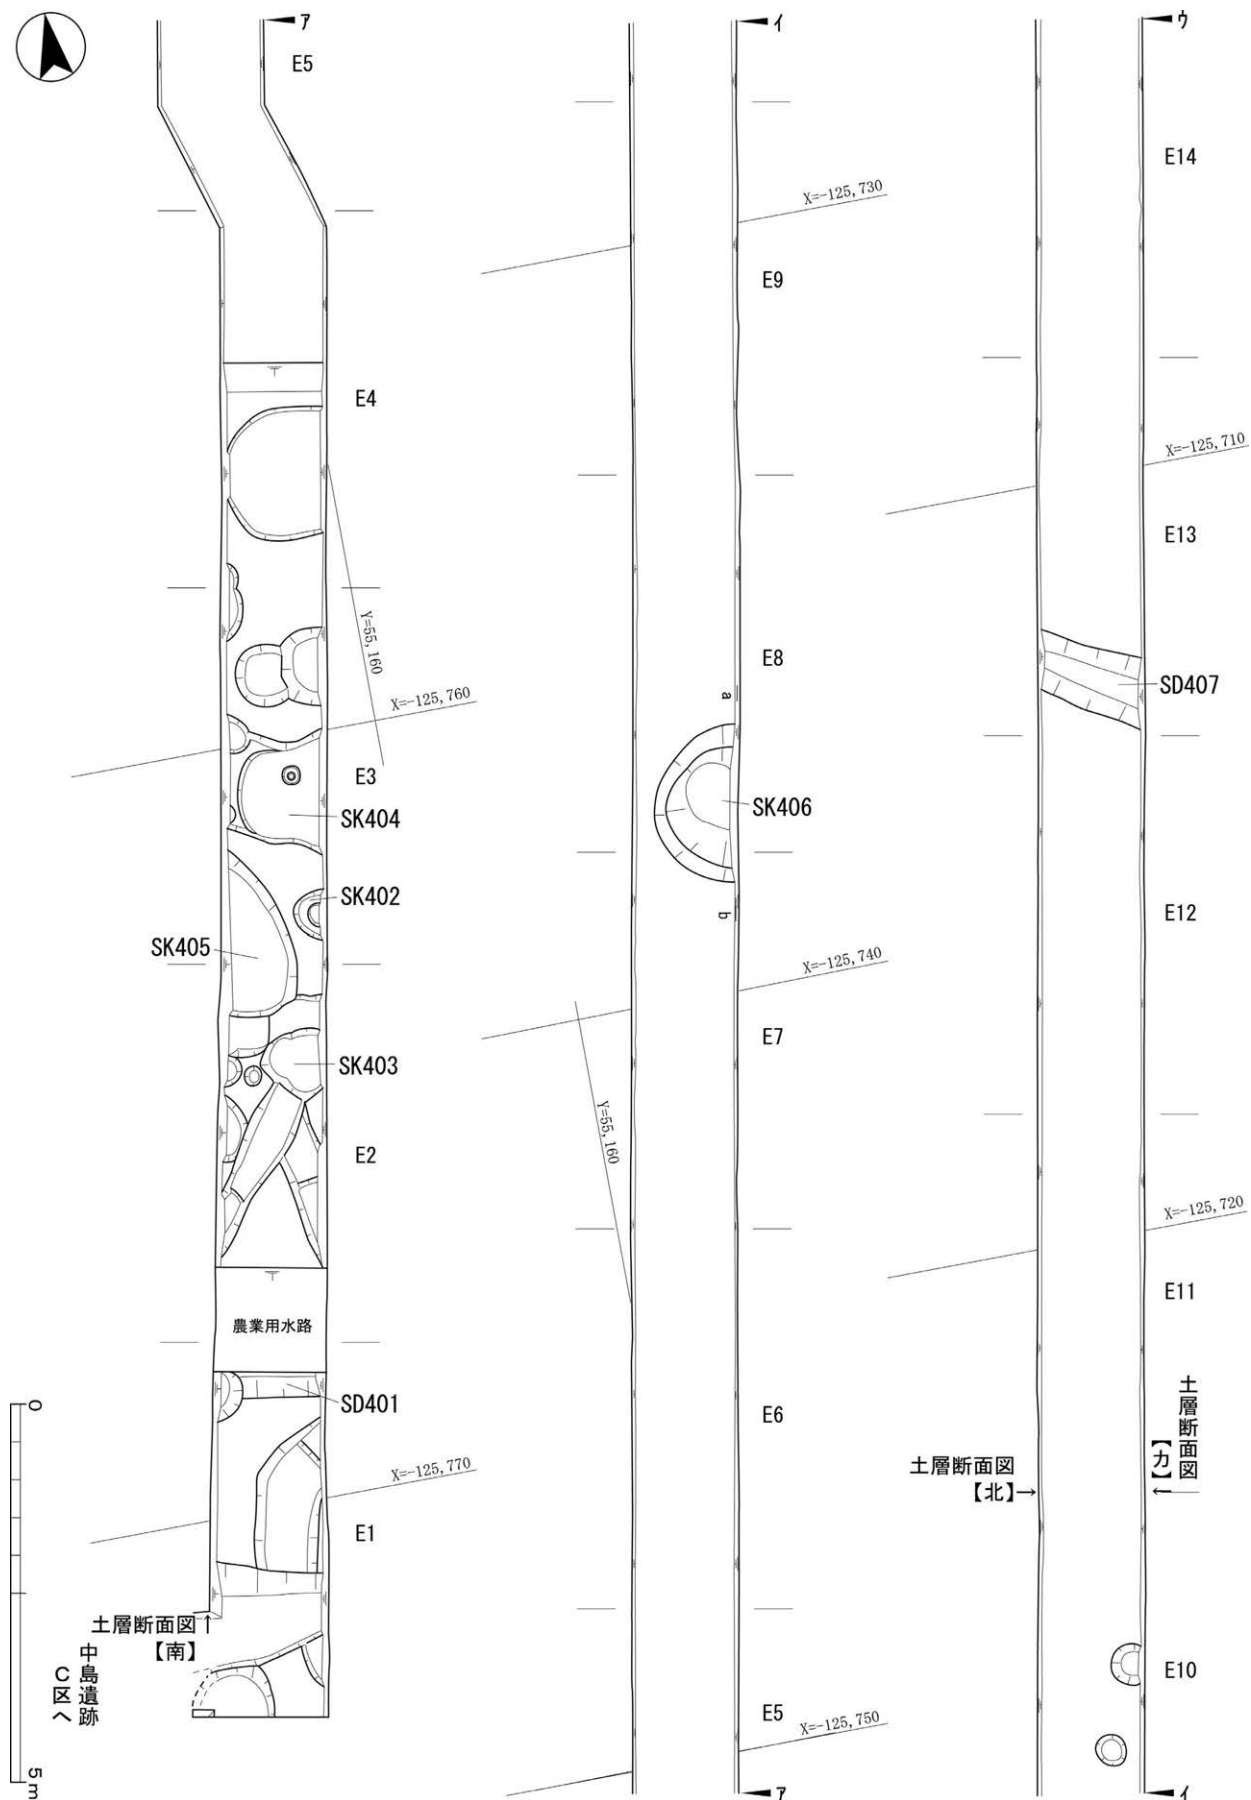 ア
E5
E4
Y=55,160
X=-125,760
E3
SK404
SK402
SK405
SK403
E2
農業用水路
SD401
X=-125,770
E1
土層断面図
【南】
中島遺跡
C区へ
0
5m
イ
X=-125,730
E9
E8
a
SK406
b
X=-125,740
E7
Y=55,160
E6
E5
X=-125,750
ア
ウ
E14
X=-125,710
E13
SD407
E12
X=-125,720
E11
土層断面図
【カ】
土層断面図
【北】
E10
イ